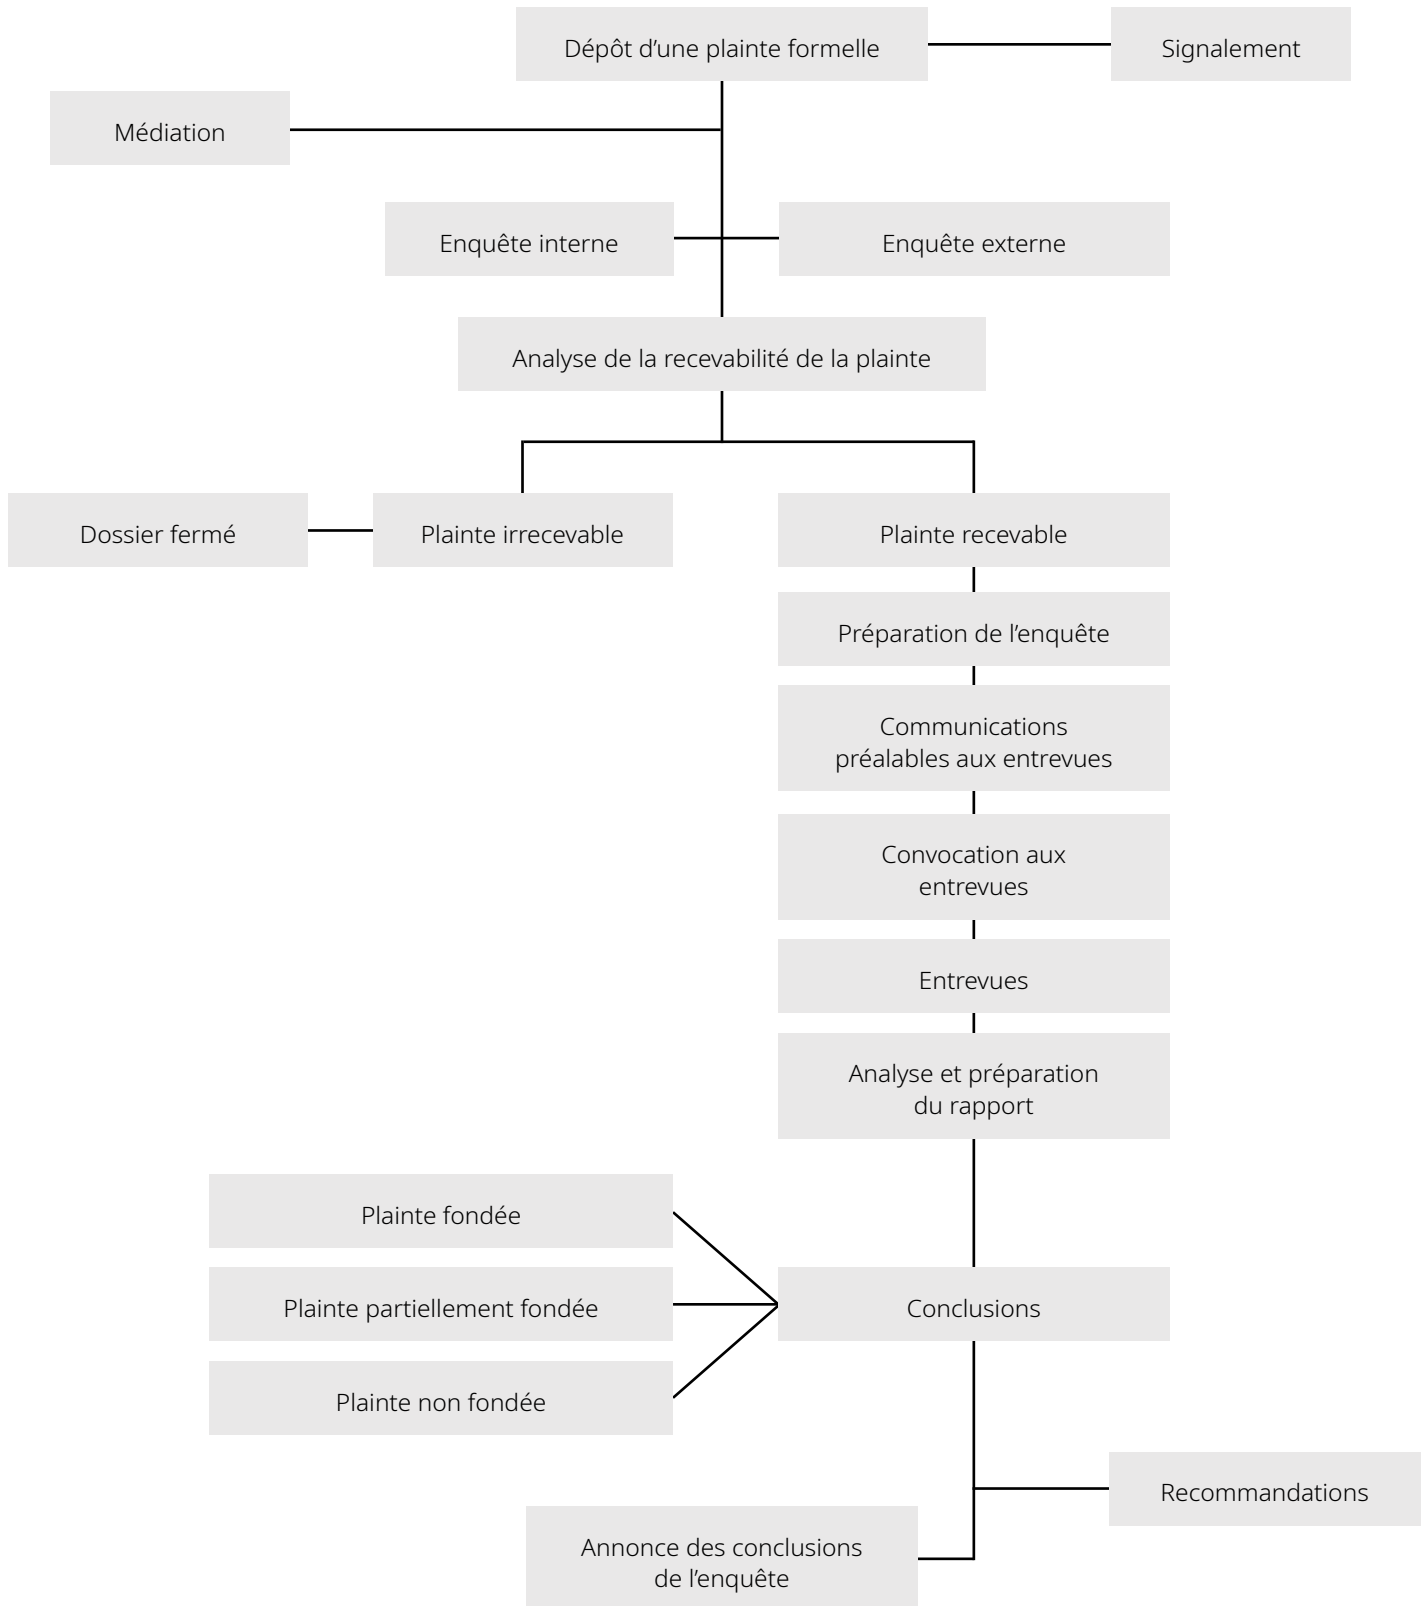 Dépôt d’une plainte formelle
Signalement
Médiation
Enquête interne
Enquête externe
Analyse de la recevabilité de la plainte
Dossier fermé
Plainte irrecevable
Plainte recevable
Préparation de l’enquête
Communications
préalables aux entrevues
Convocation aux
entrevues
Entrevues
Analyse et préparation
du rapport
Plainte fondée
Plainte partiellement fondée
Conclusions
Plainte non fondée
Recommandations
Annonce des conclusions
de l’enquête